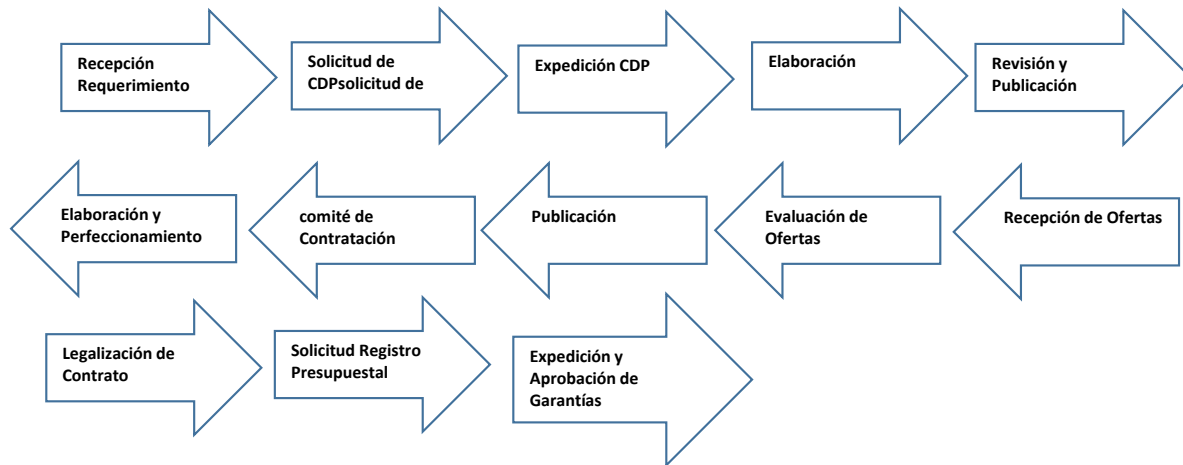 Recepción
Requerimiento
Solicitud de
CDPsolicitud de
Expedición CDP
Elaboración
Revisión y
Publicación
Recepción de Ofertas
Evaluación de
Ofertas
Publicación
comité de
Contratación
Elaboración y
Perfeccionamiento
Legalización de
Contrato
Solicitud Registro
Presupuestal
Expedición y
Aprobación de
Garantías